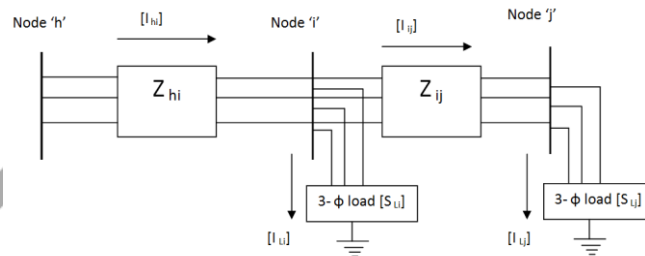 Node 'h'
[I hi]
Node 'i'
[I ij]
Node 'j'
Z hi
Z ij
3- ф load [S Li]
3- ф load [S Lj]
[I Li]
[I Lj]